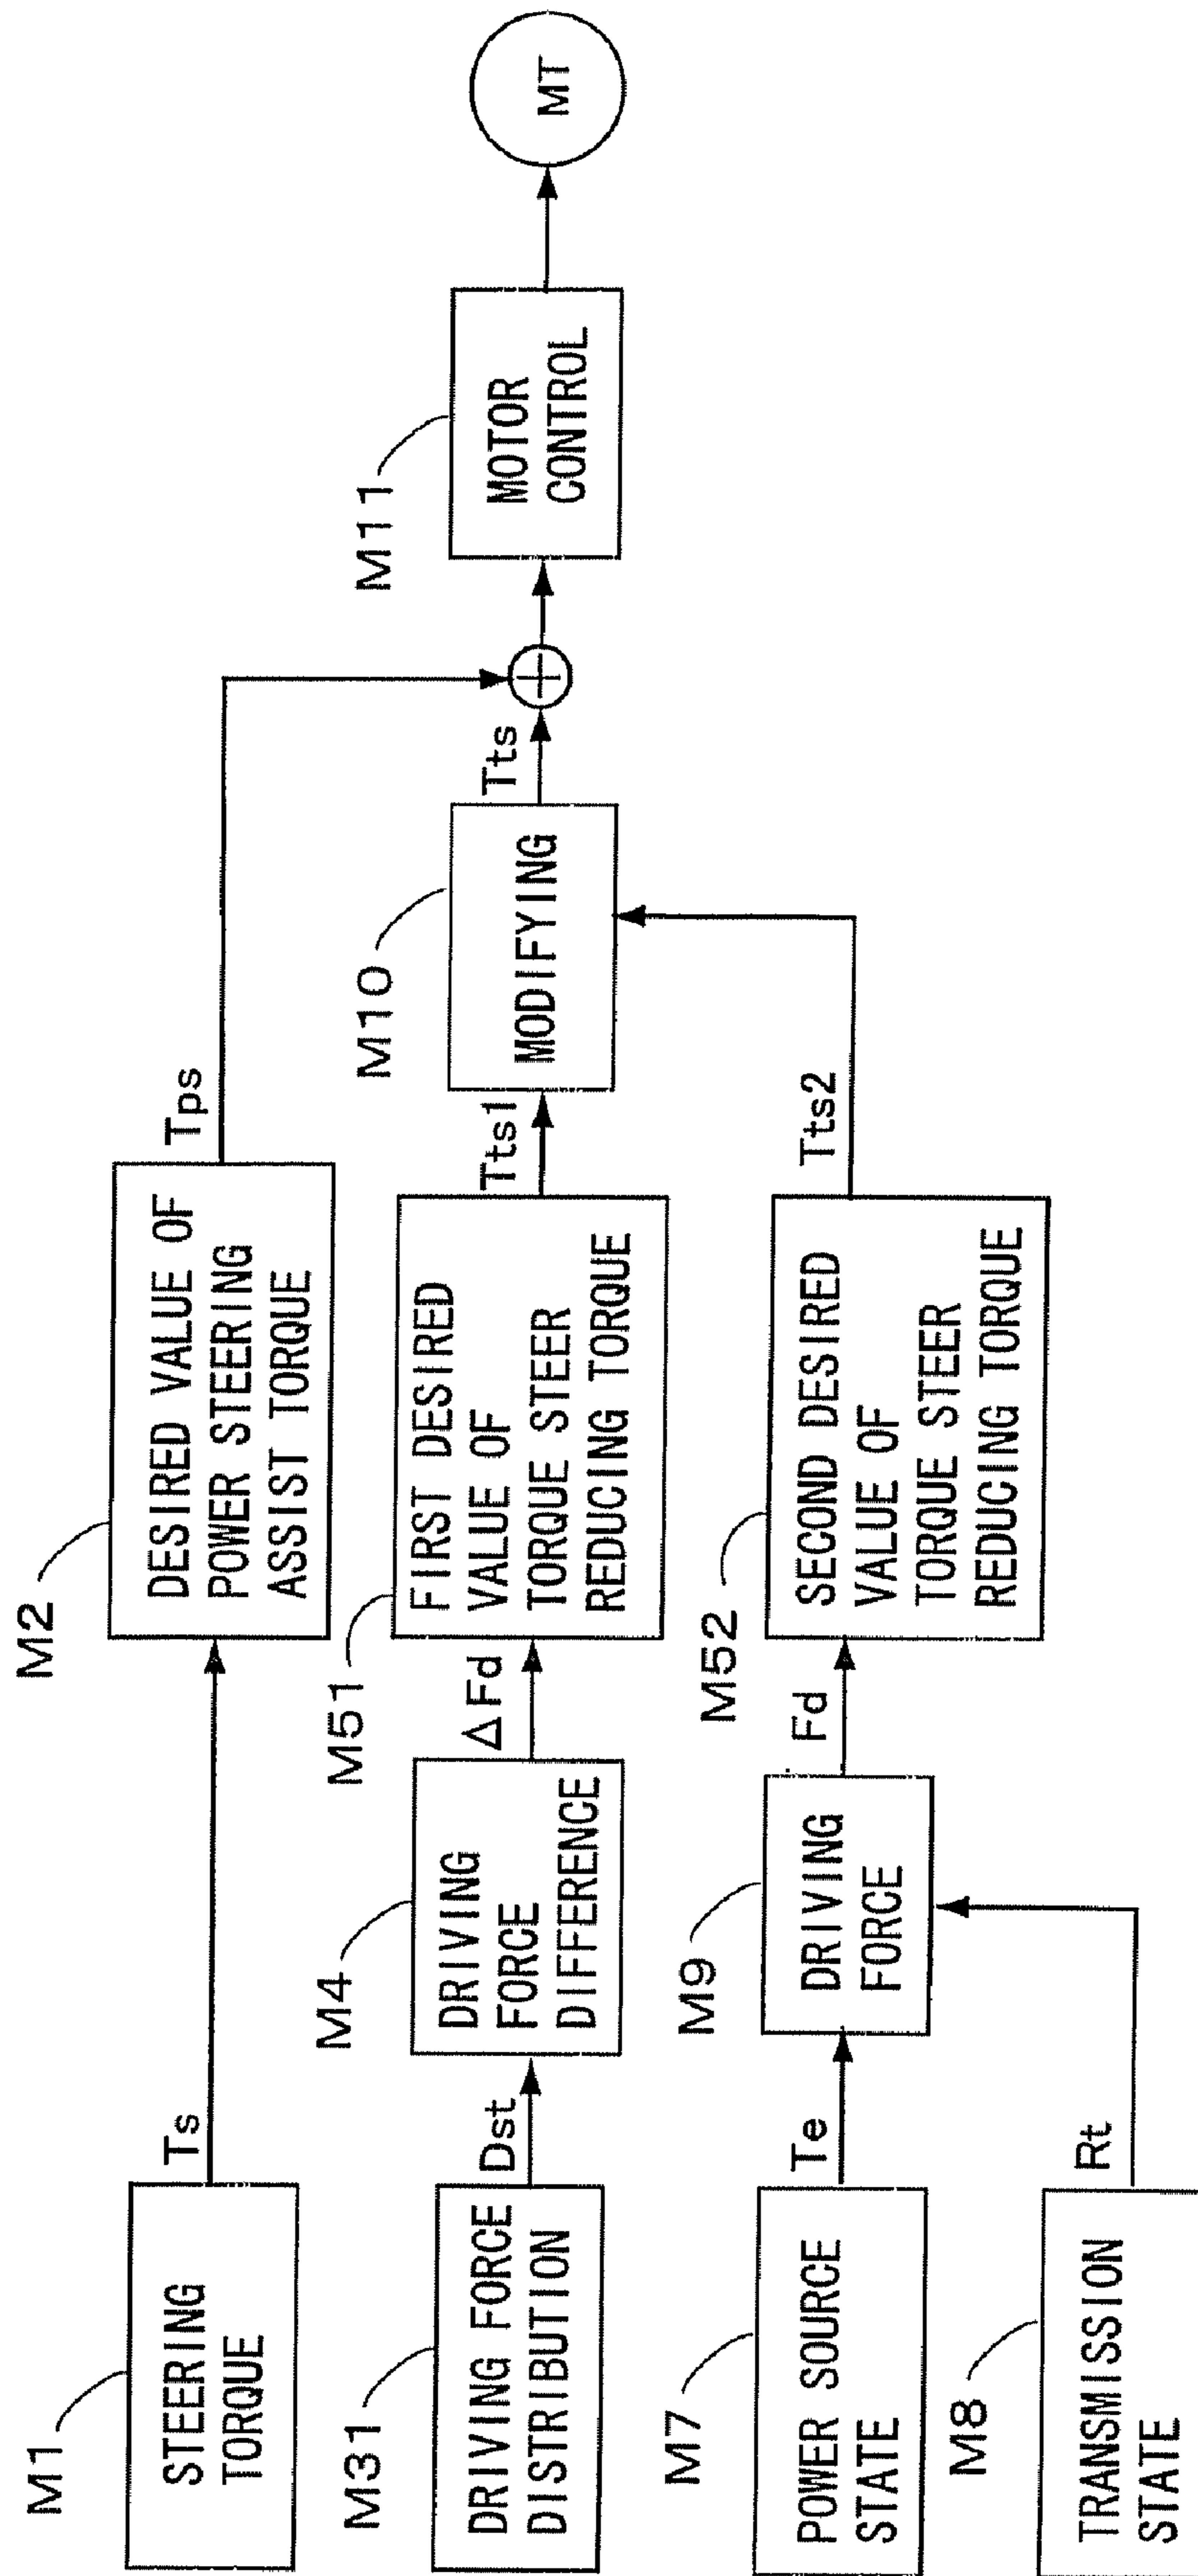 M1
STEERING
TORQUE
Ts
M2
DESIRED VALUE OF
POWER STEERING
ASSIST TORQUE
Tps
M31
DRIVING FORCE
DISTRIBUTION
Dst
M4
DRIVING
FORCE
DIFFERENCE
ΔFd
M51
FIRST DESIRED
VALUE OF
TORQUE STEER
REDUCING TORQUE
Tts1
M10
MODIFYING
Tts
M11
MOTOR
CONTROL
MT
M7
POWER SOURCE
STATE
Te
M9
DRIVING
FORCE
Fd
M52
SECOND DESIRED
VALUE OF
TORQUE STEER
REDUCING TORQUE
Tts2
M8
TRANSMISSION
STATE
Rt